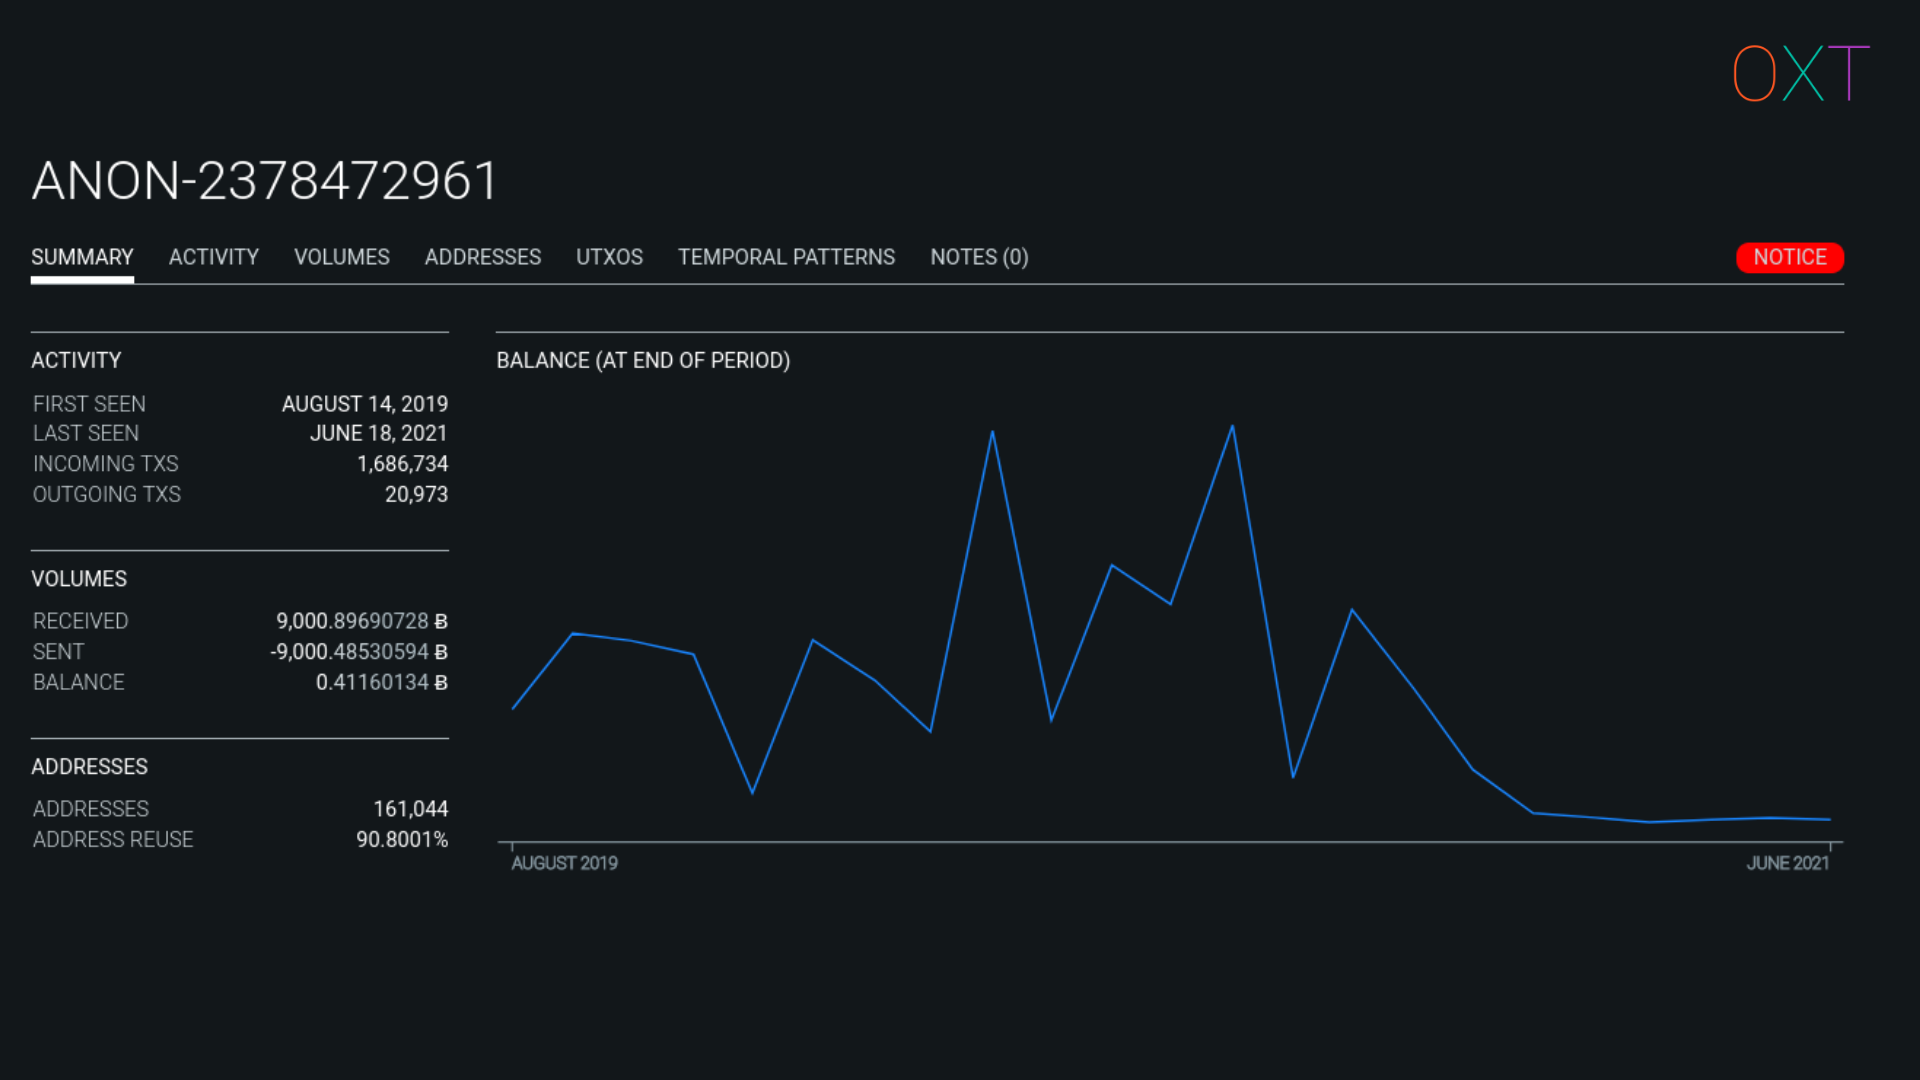 OXT
ANON-2378472961
SUMMARY ACTIVITY VOLUMES ADDRESSES UTXOS TEMPORAL PATTERNS NOTES (0) NOTICE
ACTIVITY
FIRST SEEN AUGUST 14, 2019
LAST SEEN JUNE 18, 2021
INCOMING TXS 1,686,734
OUTGOING TXS 20,973
VOLUMES
RECEIVED 9,000.89690728 Ƀ
SENT -9,000.48530594 Ƀ
BALANCE 0.41160134 Ƀ
ADDRESSES
ADDRESSES 161,044
ADDRESS REUSE 90.8001%
BALANCE (AT END OF PERIOD)
AUGUST 2019 JUNE 2021